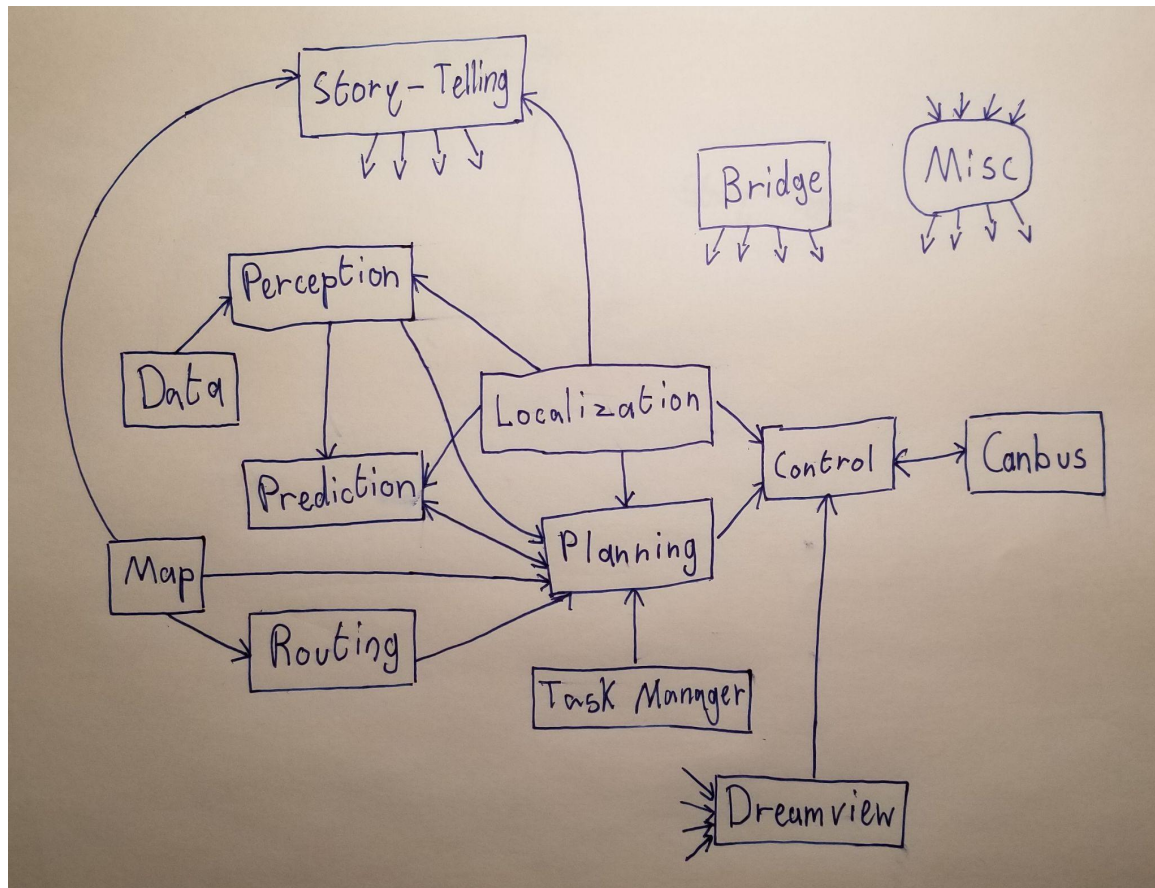 Story-Telling
Bridge
Misc
Perception
Data
Localization
Control
Canbus
Prediction
Planning
Map
Routing
Task Manager
Dreamview